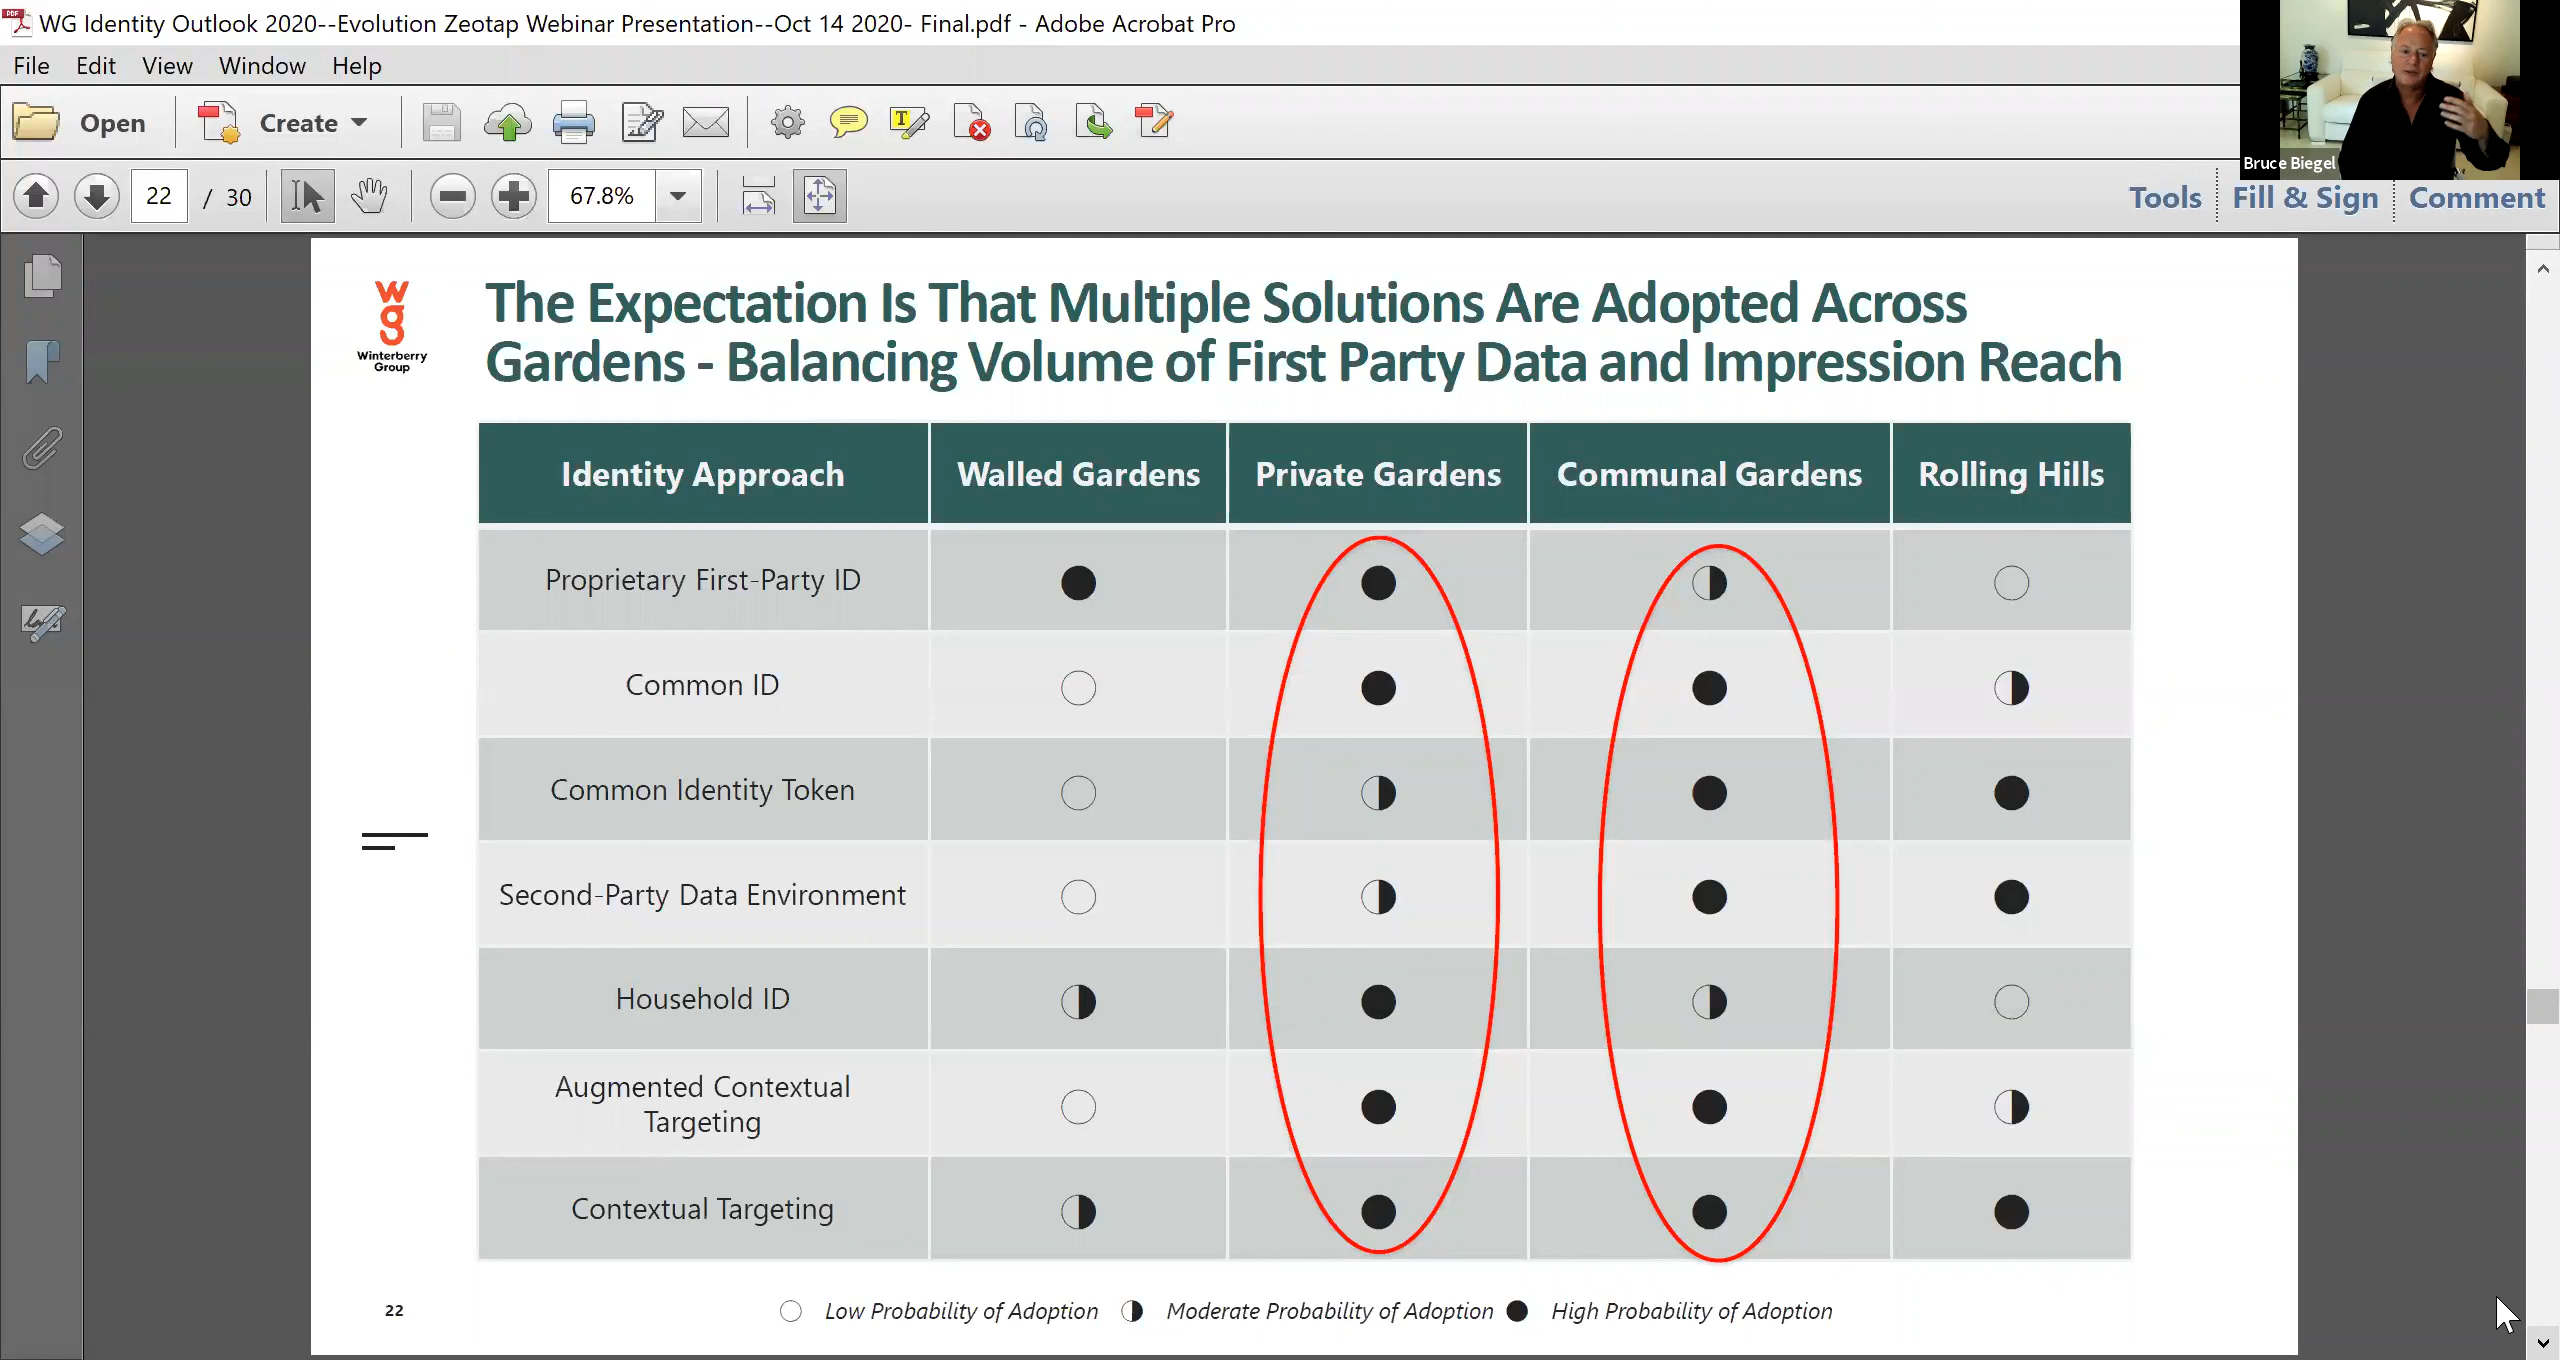 WG Identity Outlook 2020--Evolution Zeotap Webinar Presentation--Oct 14 2020- Final.pdf - Adobe Acrobat Pro
File Edit View Window Help
Open Create
Bruce Biegel
22 / 30 67.8% Tools Fill & Sign Comment
W
g
Winterberry
Group
The Expectation Is That Multiple Solutions Are Adopted Across
Gardens - Balancing Volume of First Party Data and Impression Reach
Identity Approach Walled Gardens Private Gardens Communal Gardens Rolling Hills
Proprietary First-Party ID
Common ID
Common Identity Token
Second-Party Data Environment
Household ID
Augmented Contextual
Targeting
Contextual Targeting
22 Low Probability of Adoption Moderate Probability of Adoption High Probability of Adoption